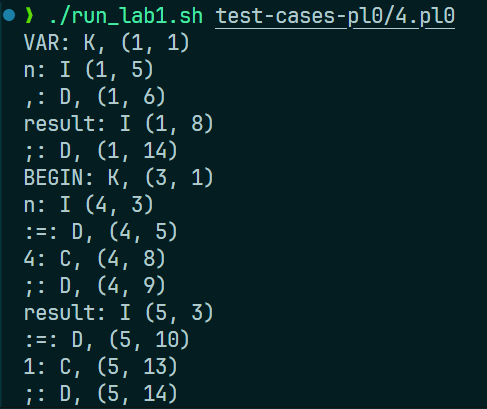 ❯ ./run_lab1.sh test-cases-pl0/4.pl0
VAR: K, (1, 1)
n: I (1, 5)
,: D, (1, 6)
result: I (1, 8)
;: D, (1, 14)
BEGIN: K, (3, 1)
n: I (4, 3)
:=: D, (4, 5)
4: C, (4, 8)
;: D, (4, 9)
result: I (5, 3)
:=: D, (5, 10)
1: C, (5, 13)
;: D, (5, 14)